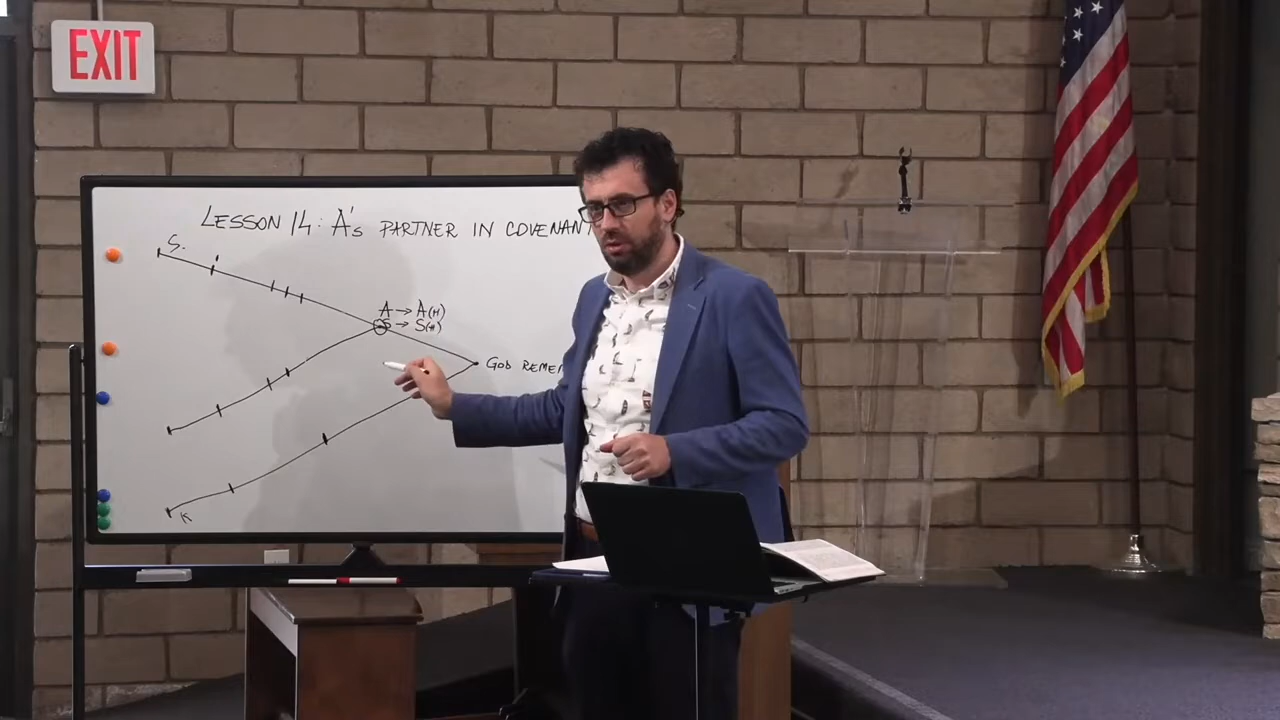 EXIT
LESSON 14: A's PARTNER IN COVENANT
S.
A → A(H)
S → S(H)
GOD REMEM
K